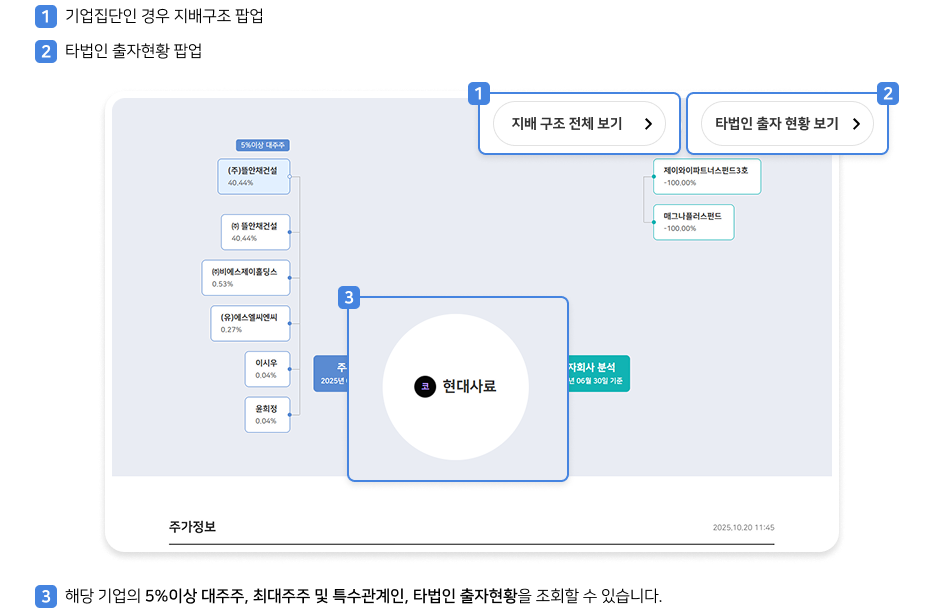 1 기업집단인 경우 지배구조 팝업
2 타법인 출자현황 팝업
1
2
지배 구조 전체 보기
타법인 출자 현황 보기
5%이상 대주주
(주)뜰안채건설
40.44%
제이와이파트너스펀드3호
-100.00%
㈜ 뜰안채건설
40.44%
매그나플러스펀드
-100.00%
㈜비에스제이홀딩스
0.53%
3
(유)에스엘씨엔씨
0.27%
이시우
0.04%
주
2025년
자회사 분석
년 06월 30일 기준
코 현대사료
윤희정
0.04%
주가정보
2025.10.20 11:45
3 해당 기업의 5%이상 대주주, 최대주주 및 특수관계인, 타법인 출자현황을 조회할 수 있습니다.